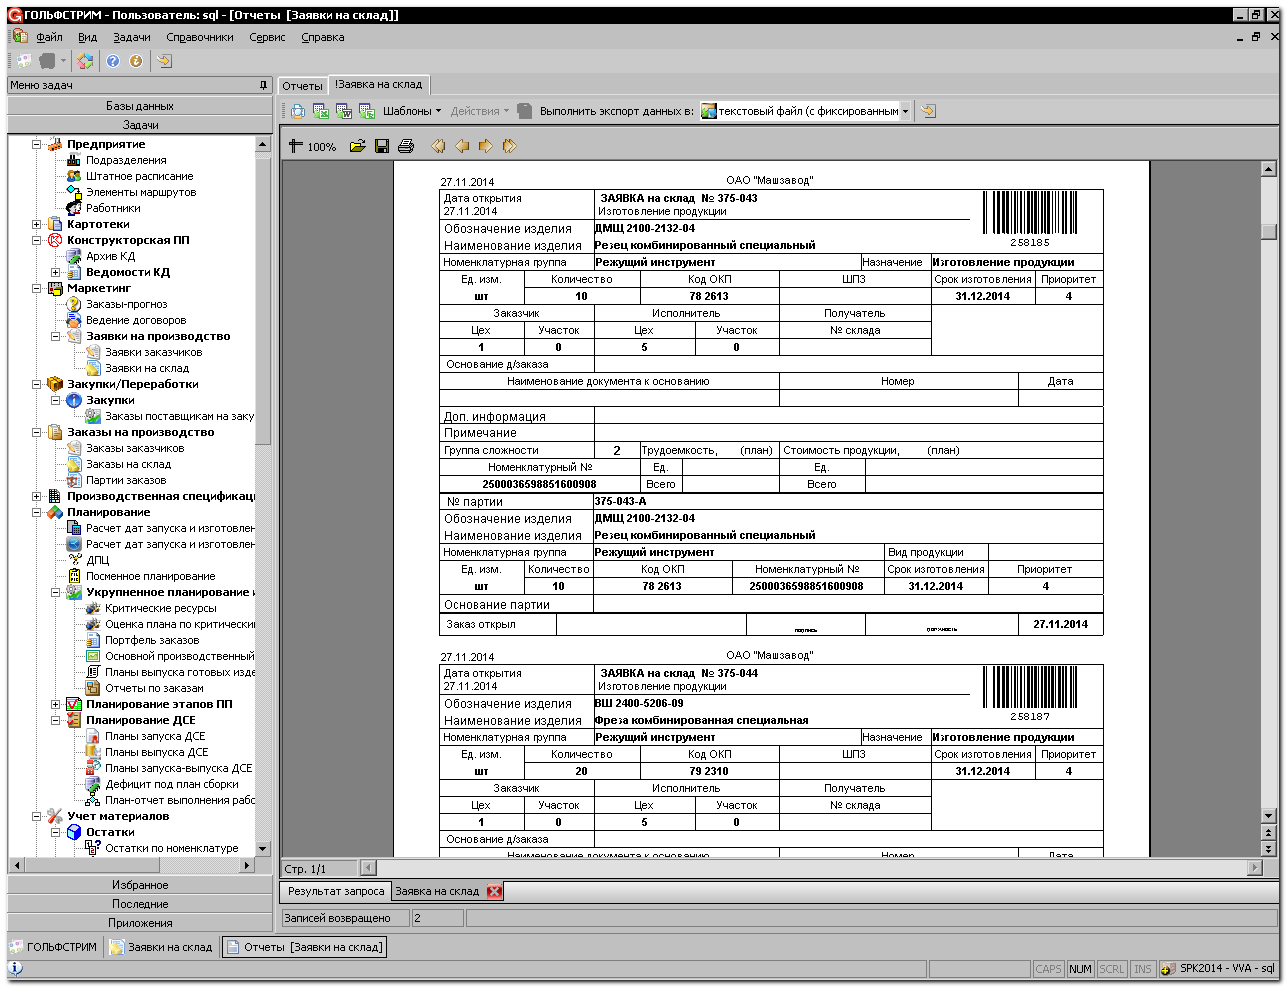 ГОЛЬФСТРИМ - Пользователь: sql - [Отчеты [Заявки на склад]]
Файл Вид Задачи Справочники Сервис Справка
Меню задач
Базы данных
Задачи
Предприятие
Подразделения
Штатное расписание
Элементы маршрутов
Работники
Картотеки
Конструкторская ПП
Архив КД
Ведомости КД
Маркетинг
Заказы-прогноз
Ведение договоров
Заявки на производство
Заявки заказчиков
Заявки на склад
Закупки/Переработки
Закупки
Заказы поставщикам на заку
Заказы на производство
Заказы заказчиков
Заказы на склад
Партии заказов
Производственная спецификац
Планирование
Расчет дат запуска и изготовлен
Расчет дат запуска и изготовлен
ДПЦ
Посменное планирование
Укрупненное планирование и
Критические ресурсы
Оценка плана по критически
Портфель заказов
Основной производственный
Планы выпуска готовых изде
Отчеты по заказам
Планирование этапов ПП
Планирование ДСЕ
Планы запуска ДСЕ
Планы выпуска ДСЕ
Планы запуска-выпуска ДСЕ
Дефицит под план сборки
План-отчет выполнения рабо
Учет материалов
Остатки
Остатки по номенклатуре
Избранное
Последние
Приложения
Отчеты !Заявка на склад
Шаблоны Действия Выполнить экспорт данных в: текстовый файл (с фиксированным
100%
27.11.2014 ОАО "Машзавод"
Дата открытия ЗАЯВКА на склад № 375-043
27.11.2014 Изготовление продукции
258185
Обозначение изделия ДМЩ 2100-2132-04
Наименование изделия Резец комбинированный специальный
Номенклатурная группа Режущий инструмент Назначение Изготовление продукции
Ед. изм. Количество Код ОКП ШПЗ Срок изготовления Приоритет
шт 10 78 2613 31.12.2014 4
Заказчик Исполнитель Получатель
Цех Участок Цех Участок № склада
1 0 5 0
Основание д/заказа
Наименование документа к основанию Номер Дата
Доп. информация
Примечание
Группа сложности 2 Трудоемкость, (план) Стоимость продукции, (план)
Номенклатурный № Ед. Ед.
2500036598851600908 Всего Всего
№ партии 375-043-А
Обозначение изделия ДМЩ 2100-2132-04
Наименование изделия Резец комбинированный специальный
Номенклатурная группа Режущий инструмент Вид продукции
Ед. изм. Количество Код ОКП Номенклатурный № Срок изготовления Приоритет
шт 10 78 2613 2500036598851600908 31.12.2014 4
Основание партии
Заказ открыл подпись должность 27.11.2014
27.11.2014 ОАО "Машзавод"
Дата открытия ЗАЯВКА на склад № 375-044
27.11.2014 Изготовление продукции
258187
Обозначение изделия ВШ 2400-5206-09
Наименование изделия Фреза комбинированная специальная
Номенклатурная группа Режущий инструмент Назначение Изготовление продукции
Ед. изм. Количество Код ОКП ШПЗ Срок изготовления Приоритет
шт 20 79 2310 31.12.2014 4
Заказчик Исполнитель Получатель
Цех Участок Цех Участок № склада
1 0 5 0
Основание д/заказа
Наименование документа к основанию Номер Дата
Стр. 1/1
Результат запроса Заявка на склад
Записей возвращено 2
ГОЛЬФСТРИМ Заявки на склад Отчеты [Заявки на склад]
CAPS NUM SCRL INS SPK2014 - VVA - sql